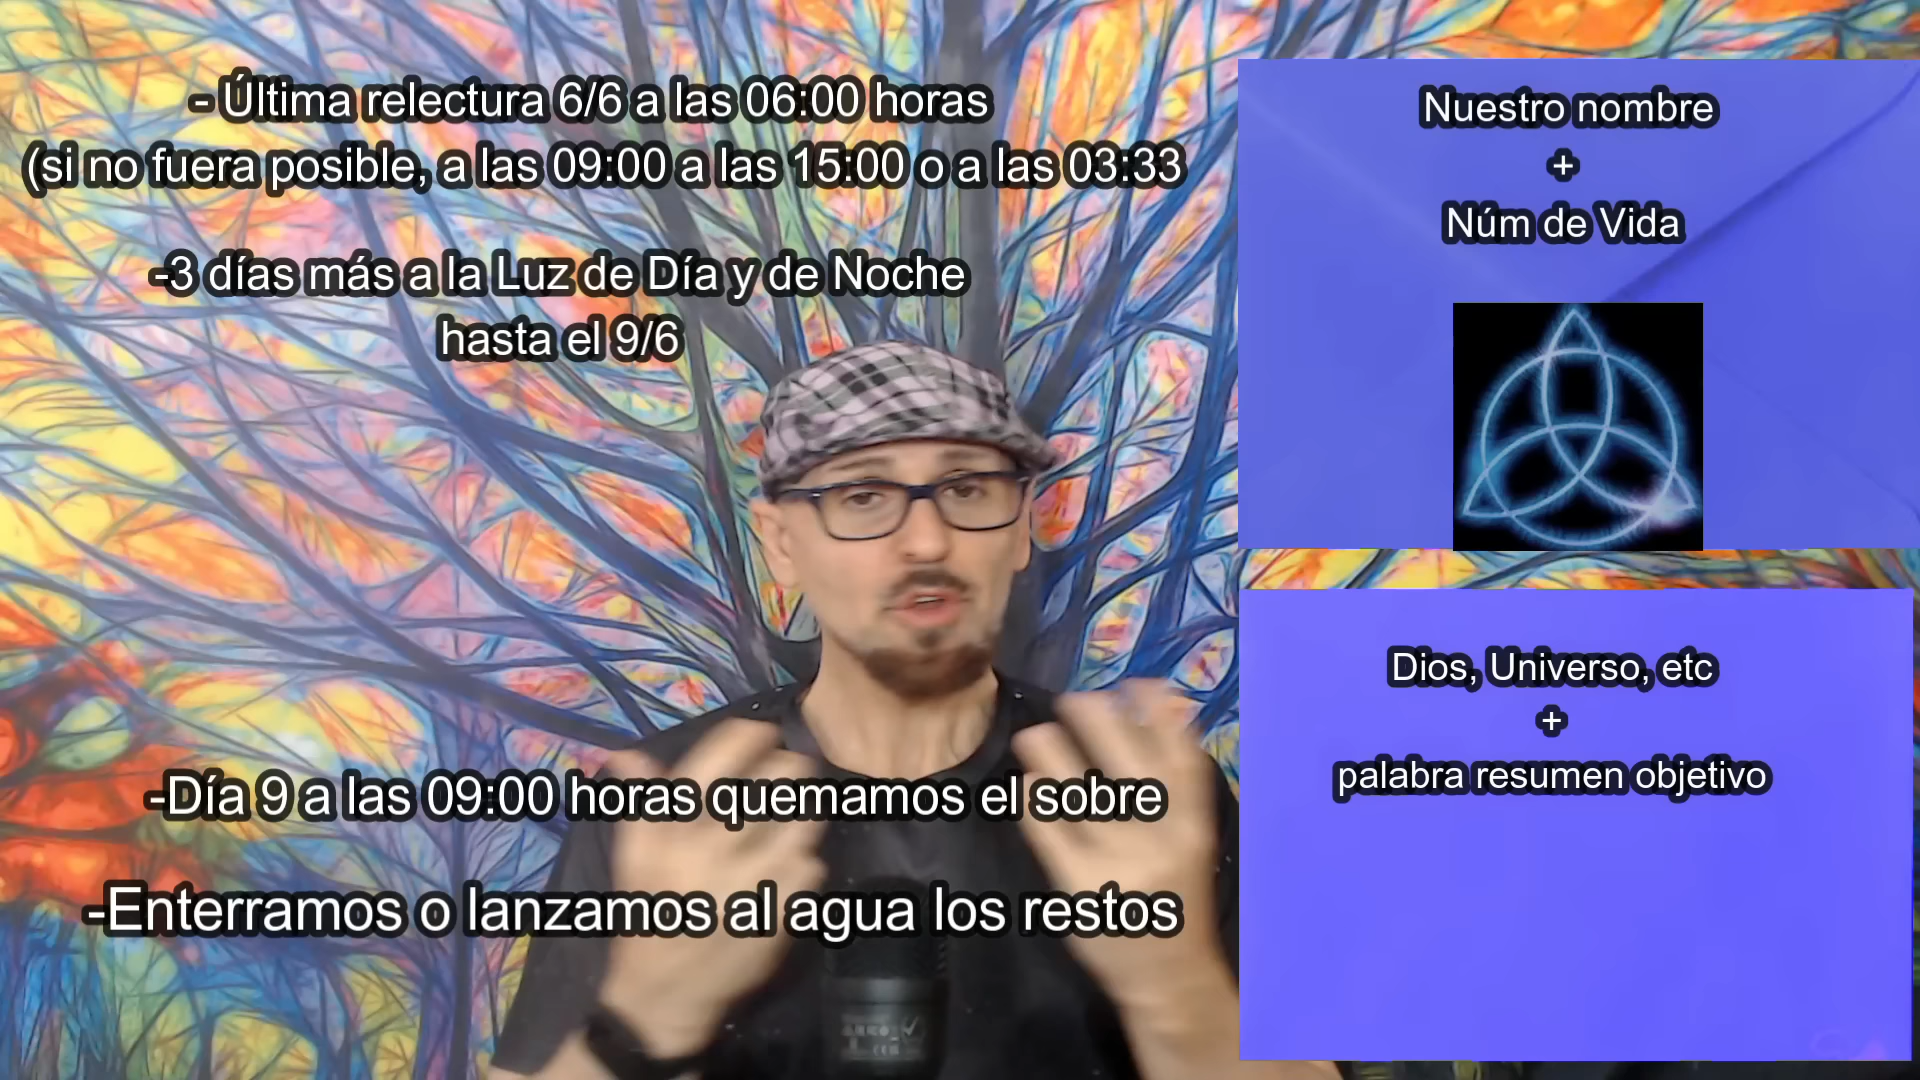 - Última relectura 6/6 a las 06:00 horas
(si no fuera posible, a las 09:00 a las 15:00 o a las 03:33
-3 días más a la Luz de Día y de Noche
hasta el 9/6
-Día 9 a las 09:00 horas quemamos el sobre
-Enterramos o lanzamos al agua los restos
Nuestro nombre
+
Núm de Vida
Dios, Universo, etc
+
palabra resumen objetivo